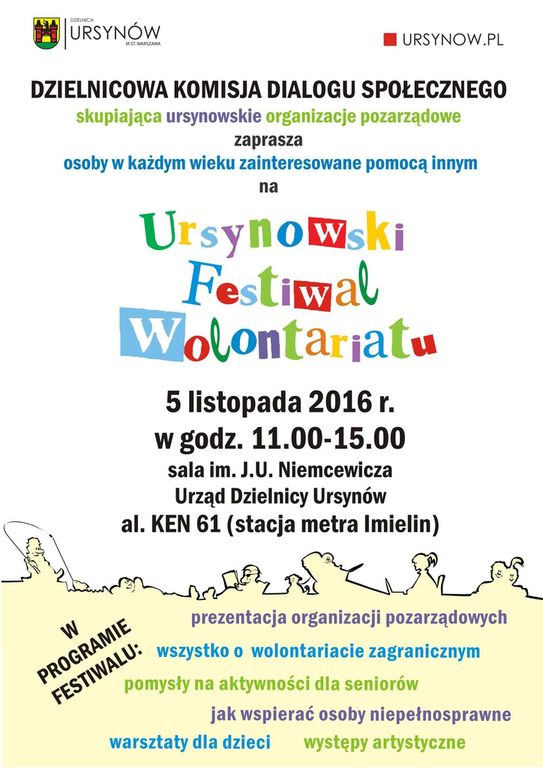 DZIELNICA
URSYNÓW
M.ST. WARSZAWA
URSYNOW.PL
DZIELNICOWA KOMISJA DIALOGU SPOŁECZNEGO
skupiająca ursynowskie organizacje pozarządowe
zaprasza
osoby w każdym wieku zainteresowane pomocą innym
na
Ursynowski
Festiwal
Wolontariatu
5 listopada 2016 r.
w godz. 11.00-15.00
sala im. J.U. Niemcewicza
Urząd Dzielnicy Ursynów
al. KEN 61 (stacja metra Imielin)
W
PROGRAMIE
FESTIWALU:
prezentacja organizacji pozarządowych
wszystko o wolontariacie zagranicznym
pomysły na aktywności dla seniorów
jak wspierać osoby niepełnosprawne
warsztaty dla dzieci występy artystyczne